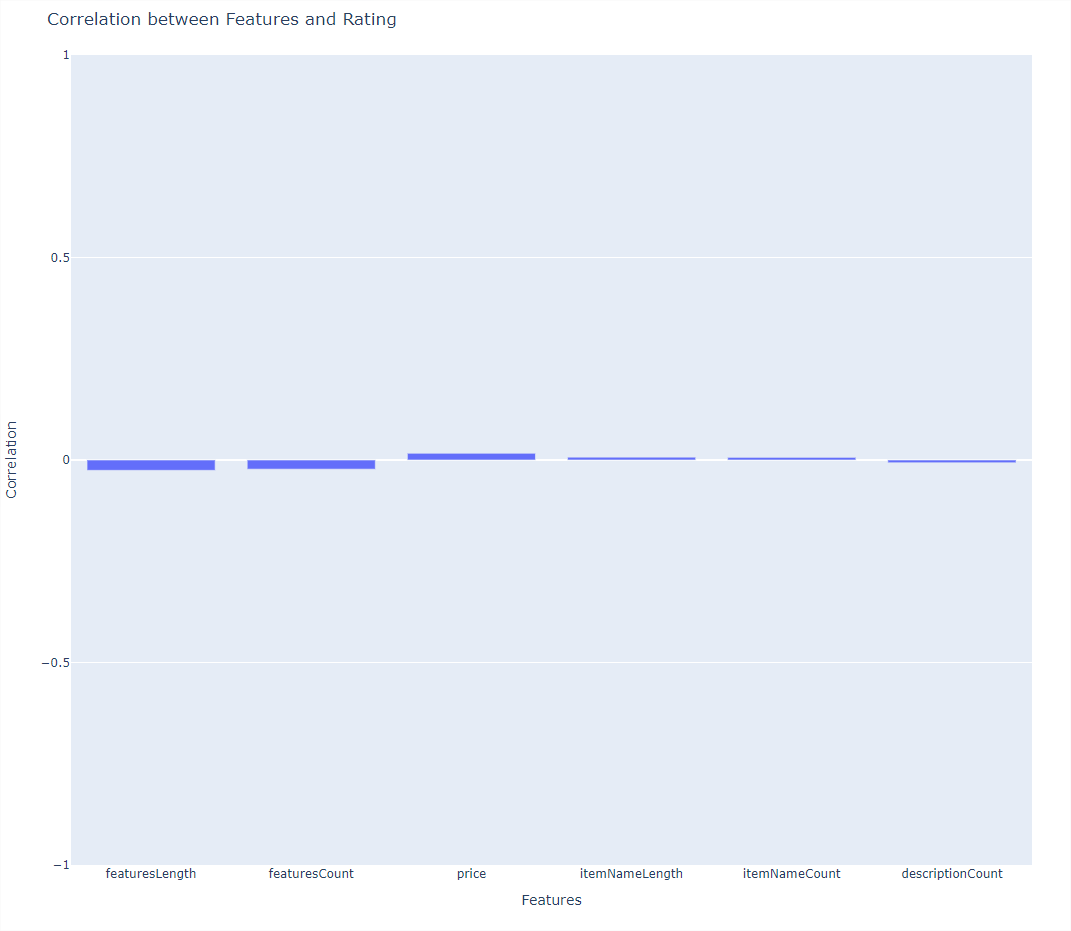 Correlation between Features and Rating
1
0.5
0
−0.5
−1
Correlation
featuresLength featuresCount price itemNameLength itemNameCount descriptionCount
Features